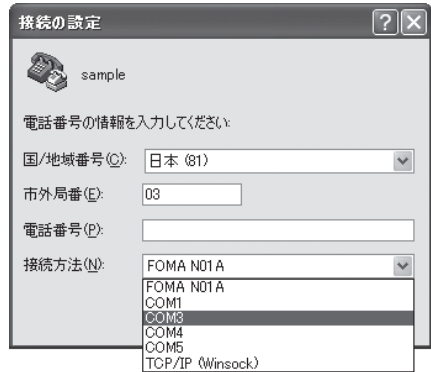 接続の設定
sample
電話番号の情報を入力してください:
国/地域番号(C): 日本 (81)
市外局番(E): 03
電話番号(P):
接続方法(N): FOMA N01A
FOMA N01A
COM1
COM3
COM4
COM5
TCP/IP (Winsock)